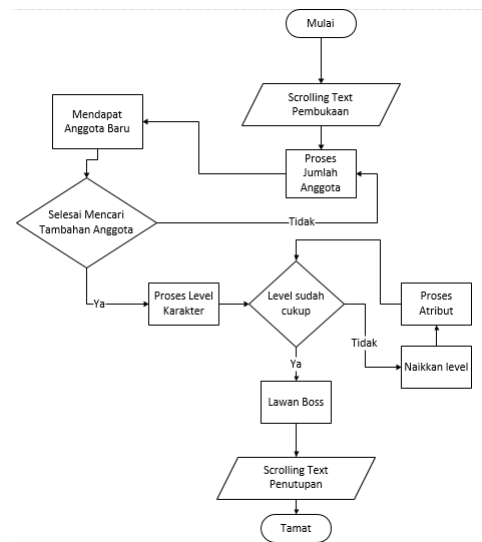 Mulai
Scrolling Text
Pembukaan
Mendapat
Anggota Baru
Proses
Jumlah
Anggota
Selesai Mencari
Tambahan Anggota
Tidak
Ya
Proses Level
Karakter
Level sudah
cukup
Proses
Atribut
Tidak
Naikkan level
Ya
Lawan Boss
Scrolling Text
Penutupan
Tamat